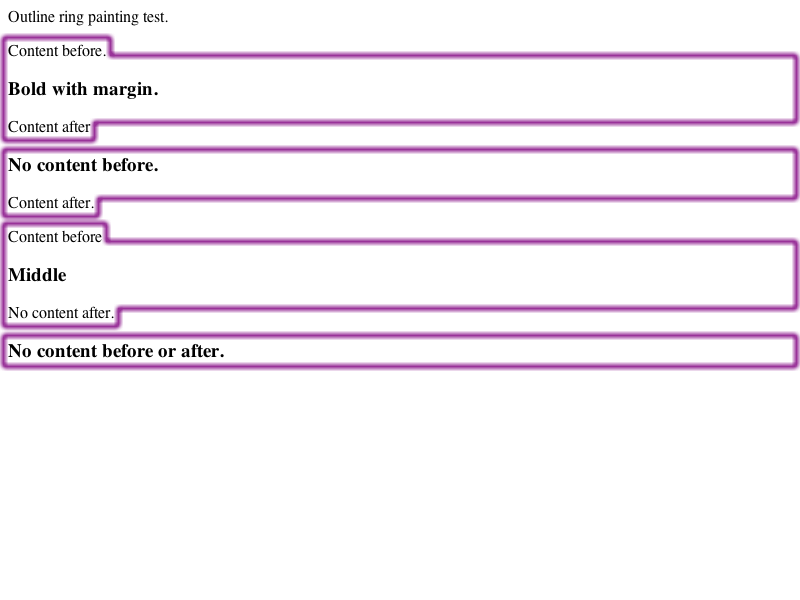 Outline ring painting test.
Content before.
Bold with margin.
Content after
No content before.
Content after.
Content before
Middle
No content after.
No content before or after.